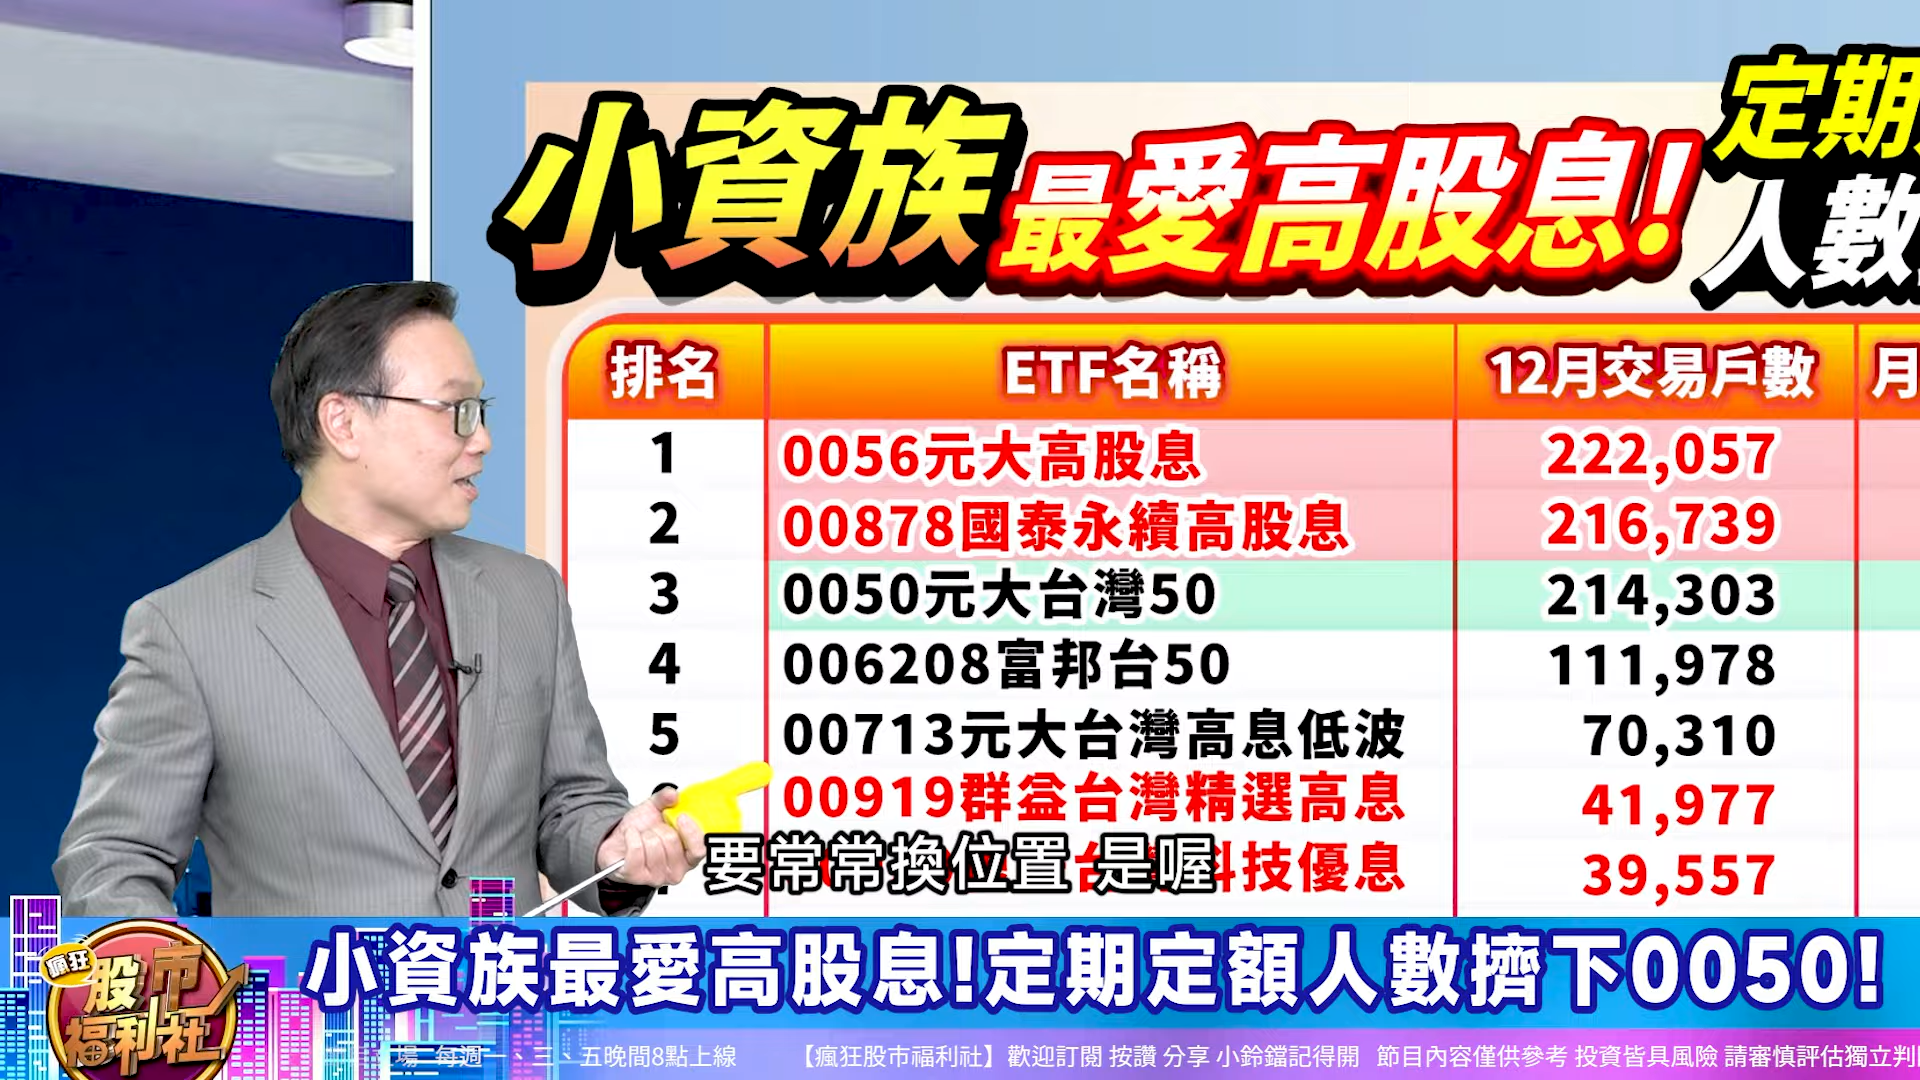 小資族最愛高股息!
定期
人數
排名 ETF名稱 12月交易戶數 月
1 0056元大高股息 222,057
2 00878國泰永續高股息 216,739
3 0050元大台灣50 214,303
4 006208富邦台50 111,978
5 00713元大台灣高息低波 70,310
00919群益台灣精選高息 41,977
科技優息 39,557
要常常換位置 是喔
小資族最愛高股息!定期定額人數擠下0050!
瘋狂
股市
福利社
場 每週一、三、五晚間8點上線 【瘋狂股市福利社】歡迎訂閱 按讚 分享 小鈴鐺記得開 節目內容僅供參考 投資皆具風險 請審慎評估獨立判